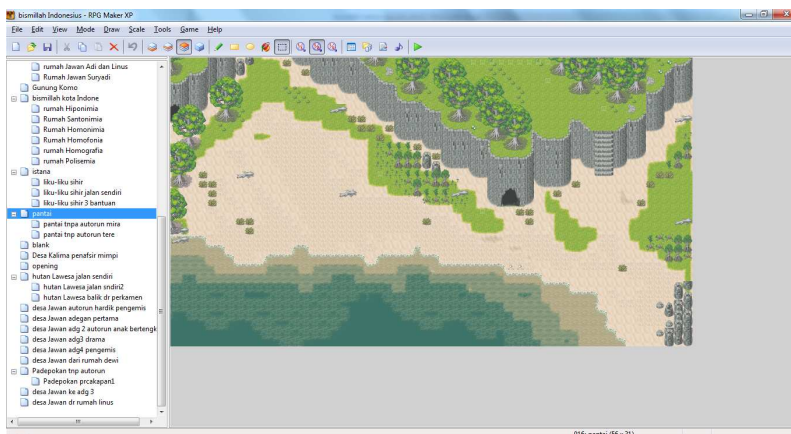 bismillah Indonesius - RPG Maker XP
File Edit View Mode Draw Scale Tools Game Help
rumah Jawan Adi dan Linus
Rumah Jawan Suryadi
Gunung Komo
bismillah kota Indone
rumah Hiponimia
Rumah Santonimia
Rumah Homonimia
Rumah Homofonia
rumah Homografia
rumah Polisemia
istana
liku-liku sihir
liku-liku sihir jalan sendiri
liku-liku sihir 3 bantuan
pantai
pantai tnpa autorun mira
pantai tnp autorun tere
blank
Desa Kalima penafsir mimpi
opening
hutan Lawesa jalan sendiri
hutan Lawesa jalan sndiri2
hutan Lawesa balik dr perkamen
desa Jawan autorun hardik pengemis
desa Jawan adegan pertama
desa Jawan adg 2 autorun anak bertengk
desa Jawan adg3 drama
desa Jawan adg4 pengemis
desa Jawan dari rumah dewi
Padepokan tnp autorun
Padepokan prcakapan1
desa Jawan ke adg 3
desa Jawan dr rumah linus
016: pantai (56 x 31)